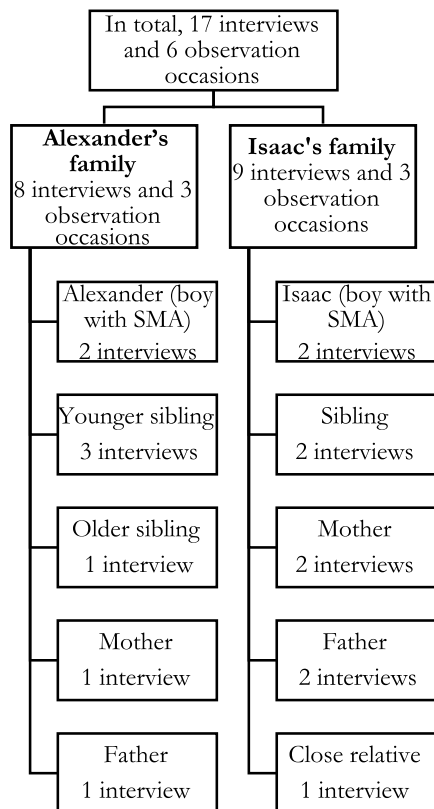 In total, 17 interviews
and 6 observation
occasions
Alexander’s
family
8 interviews and 3
observation
occasions
Isaac's family
9 interviews and 3
observation
occasions
Alexander (boy
with SMA)
2 interviews
Isaac (boy with
SMA)
2 interviews
Younger sibling
3 interviews
Sibling
2 interviews
Older sibling
1 interview
Mother
2 interviews
Mother
1 interview
Father
2 interviews
Father
1 interview
Close relative
1 interview